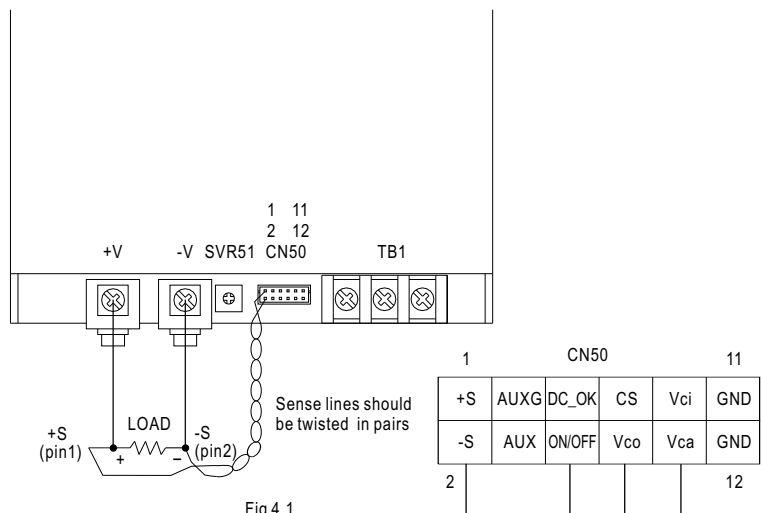 1 11
2 12
+V -V SVR51 CN50 TB1
+S
(pin1)
LOAD
-S
(pin2)
+ −
Sense lines should
be twisted in pairs
Fig 4.1
1 CN50 11
+S AUXG DC_OK CS Vci GND
-S AUX ON/OFF Vco Vca GND
2 12